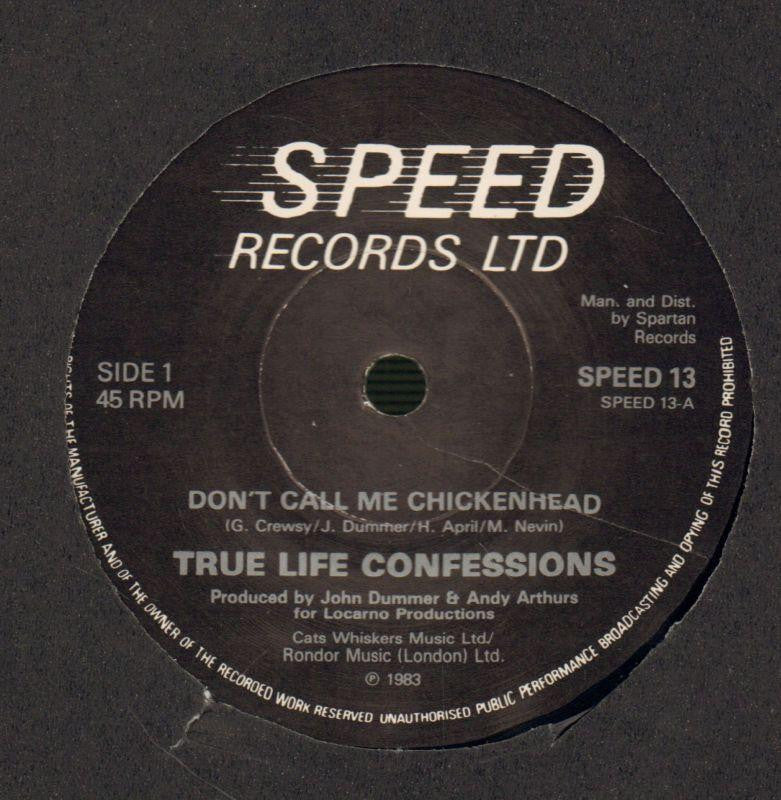 SPEED
RECORDS LTD
Man. and Dist.
by Spartan
Records
SIDE 1
45 RPM
SPEED 13
SPEED 13-A
DON'T CALL ME CHICKENHEAD
(G. Crewsy/J. Dummer/H. April/M. Nevin)
TRUE LIFE CONFESSIONS
Produced by John Dummer & Andy Arthurs
for Locarno Productions
Cats Whiskers Music Ltd/
Rondor Music (London) Ltd.
℗ 1983
RIGHTS OF THE MANUFACTURER AND OF THE OWNER OF THE RECORDED WORK RESERVED UNAUTHORISED PUBLIC PERFORMANCE BROADCASTING AND OPYING OF THIS RECORD PROHIBITED